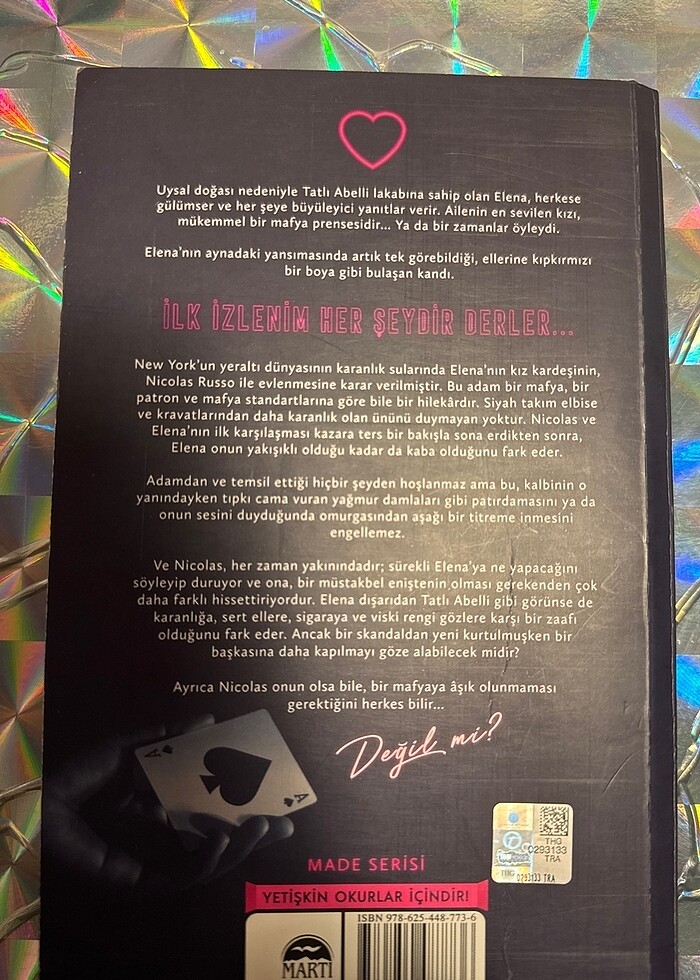 Uysal doğası nedeniyle Tatlı Abelli lakabına sahip olan Elena, herkese
gülümser ve her şeye büyüleyici yanıtlar verir. Ailenin en sevilen kızı,
mükemmel bir mafya prensesidir... Ya da bir zamanlar öyleydi.
Elena'nın aynadaki yansımasında artık tek görebildiği, ellerine kıpkırmızı
bir boya gibi bulaşan kandı.
İLK İZLENİM HER ŞEYDİR DERLER...
New York'un yeraltı dünyasının karanlık sularında Elena'nın kız kardeşinin,
Nicolas Russo ile evlenmesine karar verilmiştir. Bu adam bir mafya, bir
patron ve mafya standartlarına göre bile bir hilekârdır. Siyah takım elbise
ve kravatlarından daha karanlık olan ününü duymayan yoktur. Nicolas ve
Elena'nın ilk karşılaşması kazara ters bir bakışla sona erdikten sonra,
Elena onun yakışıklı olduğu kadar da kaba olduğunu fark eder.
Adamdan ve temsil ettiği hiçbir şeyden hoşlanmaz ama bu, kalbinin o
yanındayken tıpkı cama vuran yağmur damlaları gibi patırdamasını ya da
onun sesini duyduğunda omurgasından aşağı bir titreme inmesini
engellemez.
Ve Nicolas, her zaman yakınındadır; sürekli Elena'ya ne yapacağını
söyleyip duruyor ve ona, bir müstakbel eniştenin olması gerekenden çok
daha farklı hissettiriyordur. Elena dışarıdan Tatlı Abelli gibi görünse de
karanlığa, sert ellere, sigaraya ve viski rengi gözlere karşı bir zaafı
olduğunu fark eder. Ancak bir skandaldan yeni kurtulmuşken bir
başkasına daha kapılmayı göze alabilecek midir?
Ayrıca Nicolas onun olsa bile, bir mafyaya âşık olunmaması
gerektiğini herkes bilir...
Değil mi?
A
A
THG
0293133
TRA
THG 0293133 TRA
MADE SERİSİ
YETİŞKİN OKURLAR İÇİNDİR!
ISBN 978-625-448-773-6
MARTI